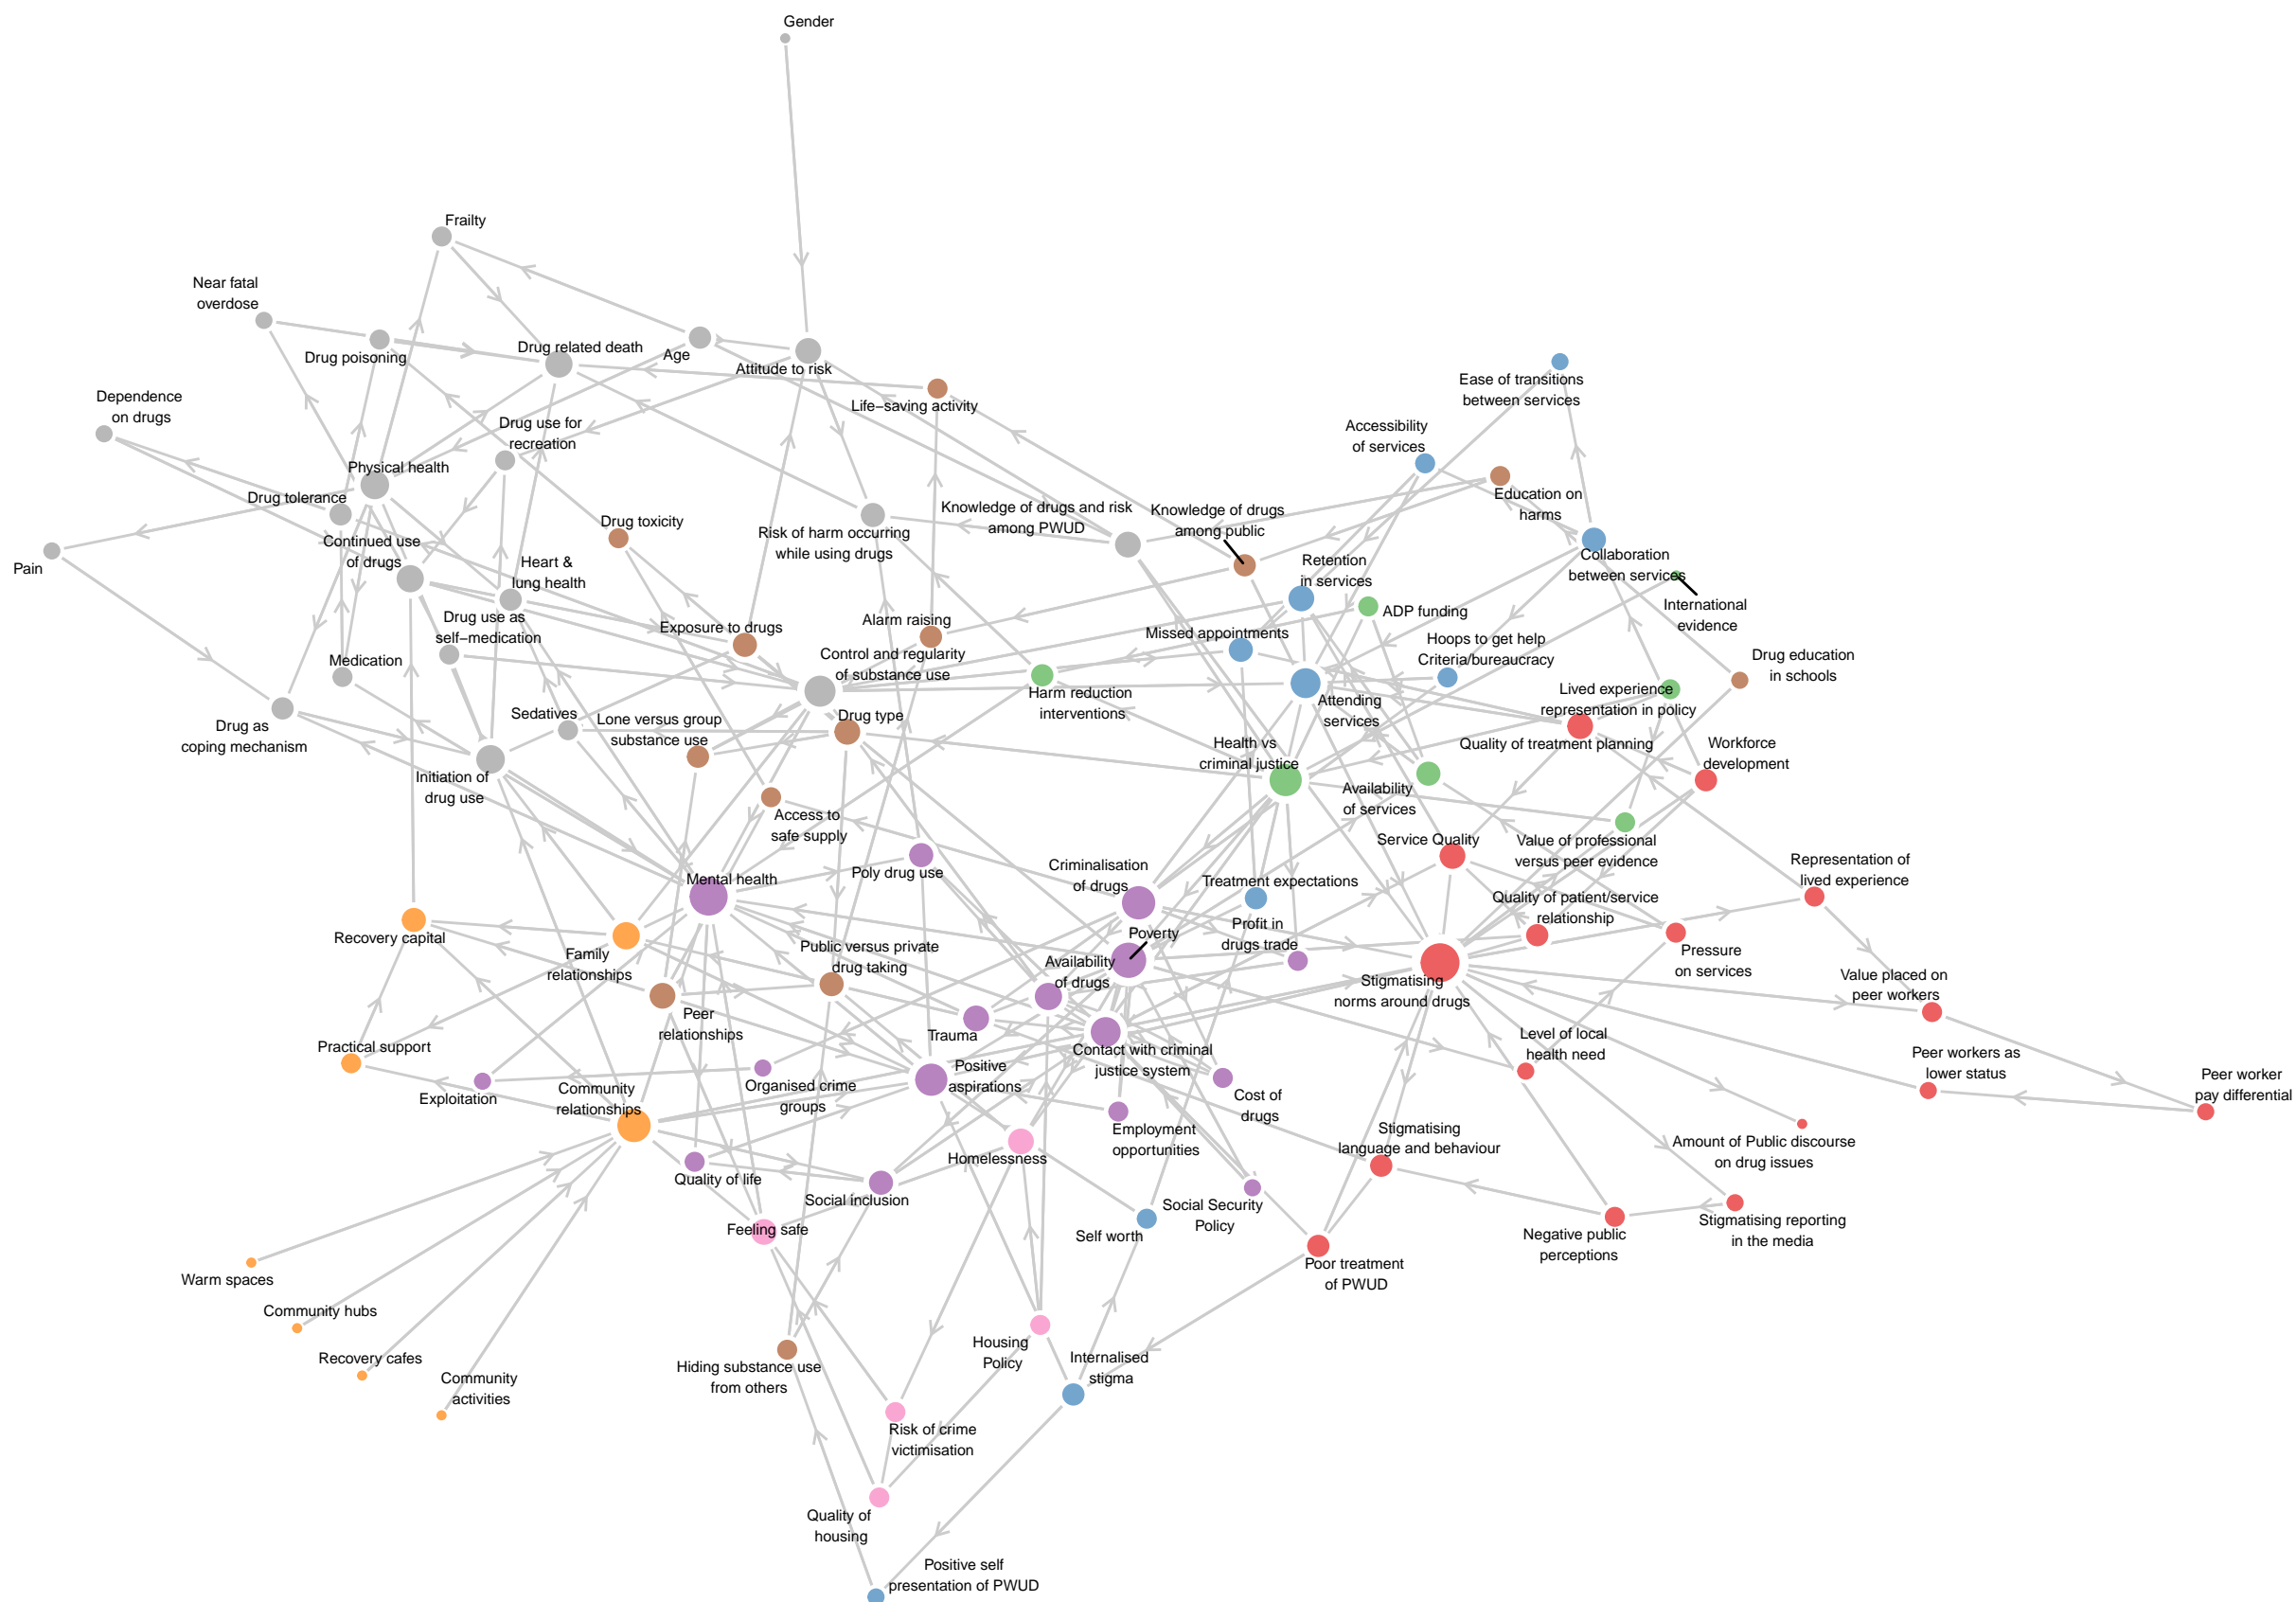 Gender
Frailty
Near fatal
overdose
Drug poisoning
Drug related death
Age
Attitude to risk
Life–saving activity
Ease of transitions
between services
Dependence
on drugs
Drug use for
recreation
Accessibility
of services
Physical health
Drug tolerance
Education on
harms
Drug toxicity
Knowledge of drugs and risk
among PWUD
Knowledge of drugs
among public
Risk of harm occurring
while using drugs
Continued use
of drugs
Heart &
lung health
Retention
in services
Collaboration
between services
Pain
International
evidence
ADP funding
Drug use as
self–medication
Exposure to drugs
Alarm raising
Missed appointments
Hoops to get help
Criteria/bureaucracy
Drug education
in schools
Medication
Control and regularity
of substance use
Harm reduction
interventions
Attending
services
Lived experience
representation in policy
Drug as
coping mechanism
Sedatives
Lone versus group
substance use
Drug type
Health vs
criminal justice
Quality of treatment planning
Workforce
development
Initiation of
drug use
Access to
safe supply
Availability
of services
Service Quality
Value of professional
versus peer evidence
Mental health
Poly drug use
Criminalisation
of drugs
Treatment expectations
Quality of patient/service
relationship
Representation of
lived experience
Recovery capital
Family
relationships
Public versus private
drug taking
Poverty
Profit in
drugs trade
Availability
of drugs
Stigmatising
norms around drugs
Pressure
on services
Value placed on
peer workers
Peer
relationships
Trauma
Contact with criminal
justice system
Level of local
health need
Practical support
Exploitation
Community
relationships
Organised crime
groups
Positive
aspirations
Cost of
drugs
Peer workers as
lower status
Peer worker
pay differential
Employment
opportunities
Stigmatising
language and behaviour
Amount of Public discourse
on drug issues
Homelessness
Quality of life
Social inclusion
Feeling safe
Self worth
Social Security
Policy
Negative public
perceptions
Stigmatising reporting
in the media
Poor treatment
of PWUD
Warm spaces
Community hubs
Recovery cafes
Community
activities
Hiding substance use
from others
Housing
Policy
Internalised
stigma
Risk of crime
victimisation
Quality of
housing
Positive self
presentation of PWUD